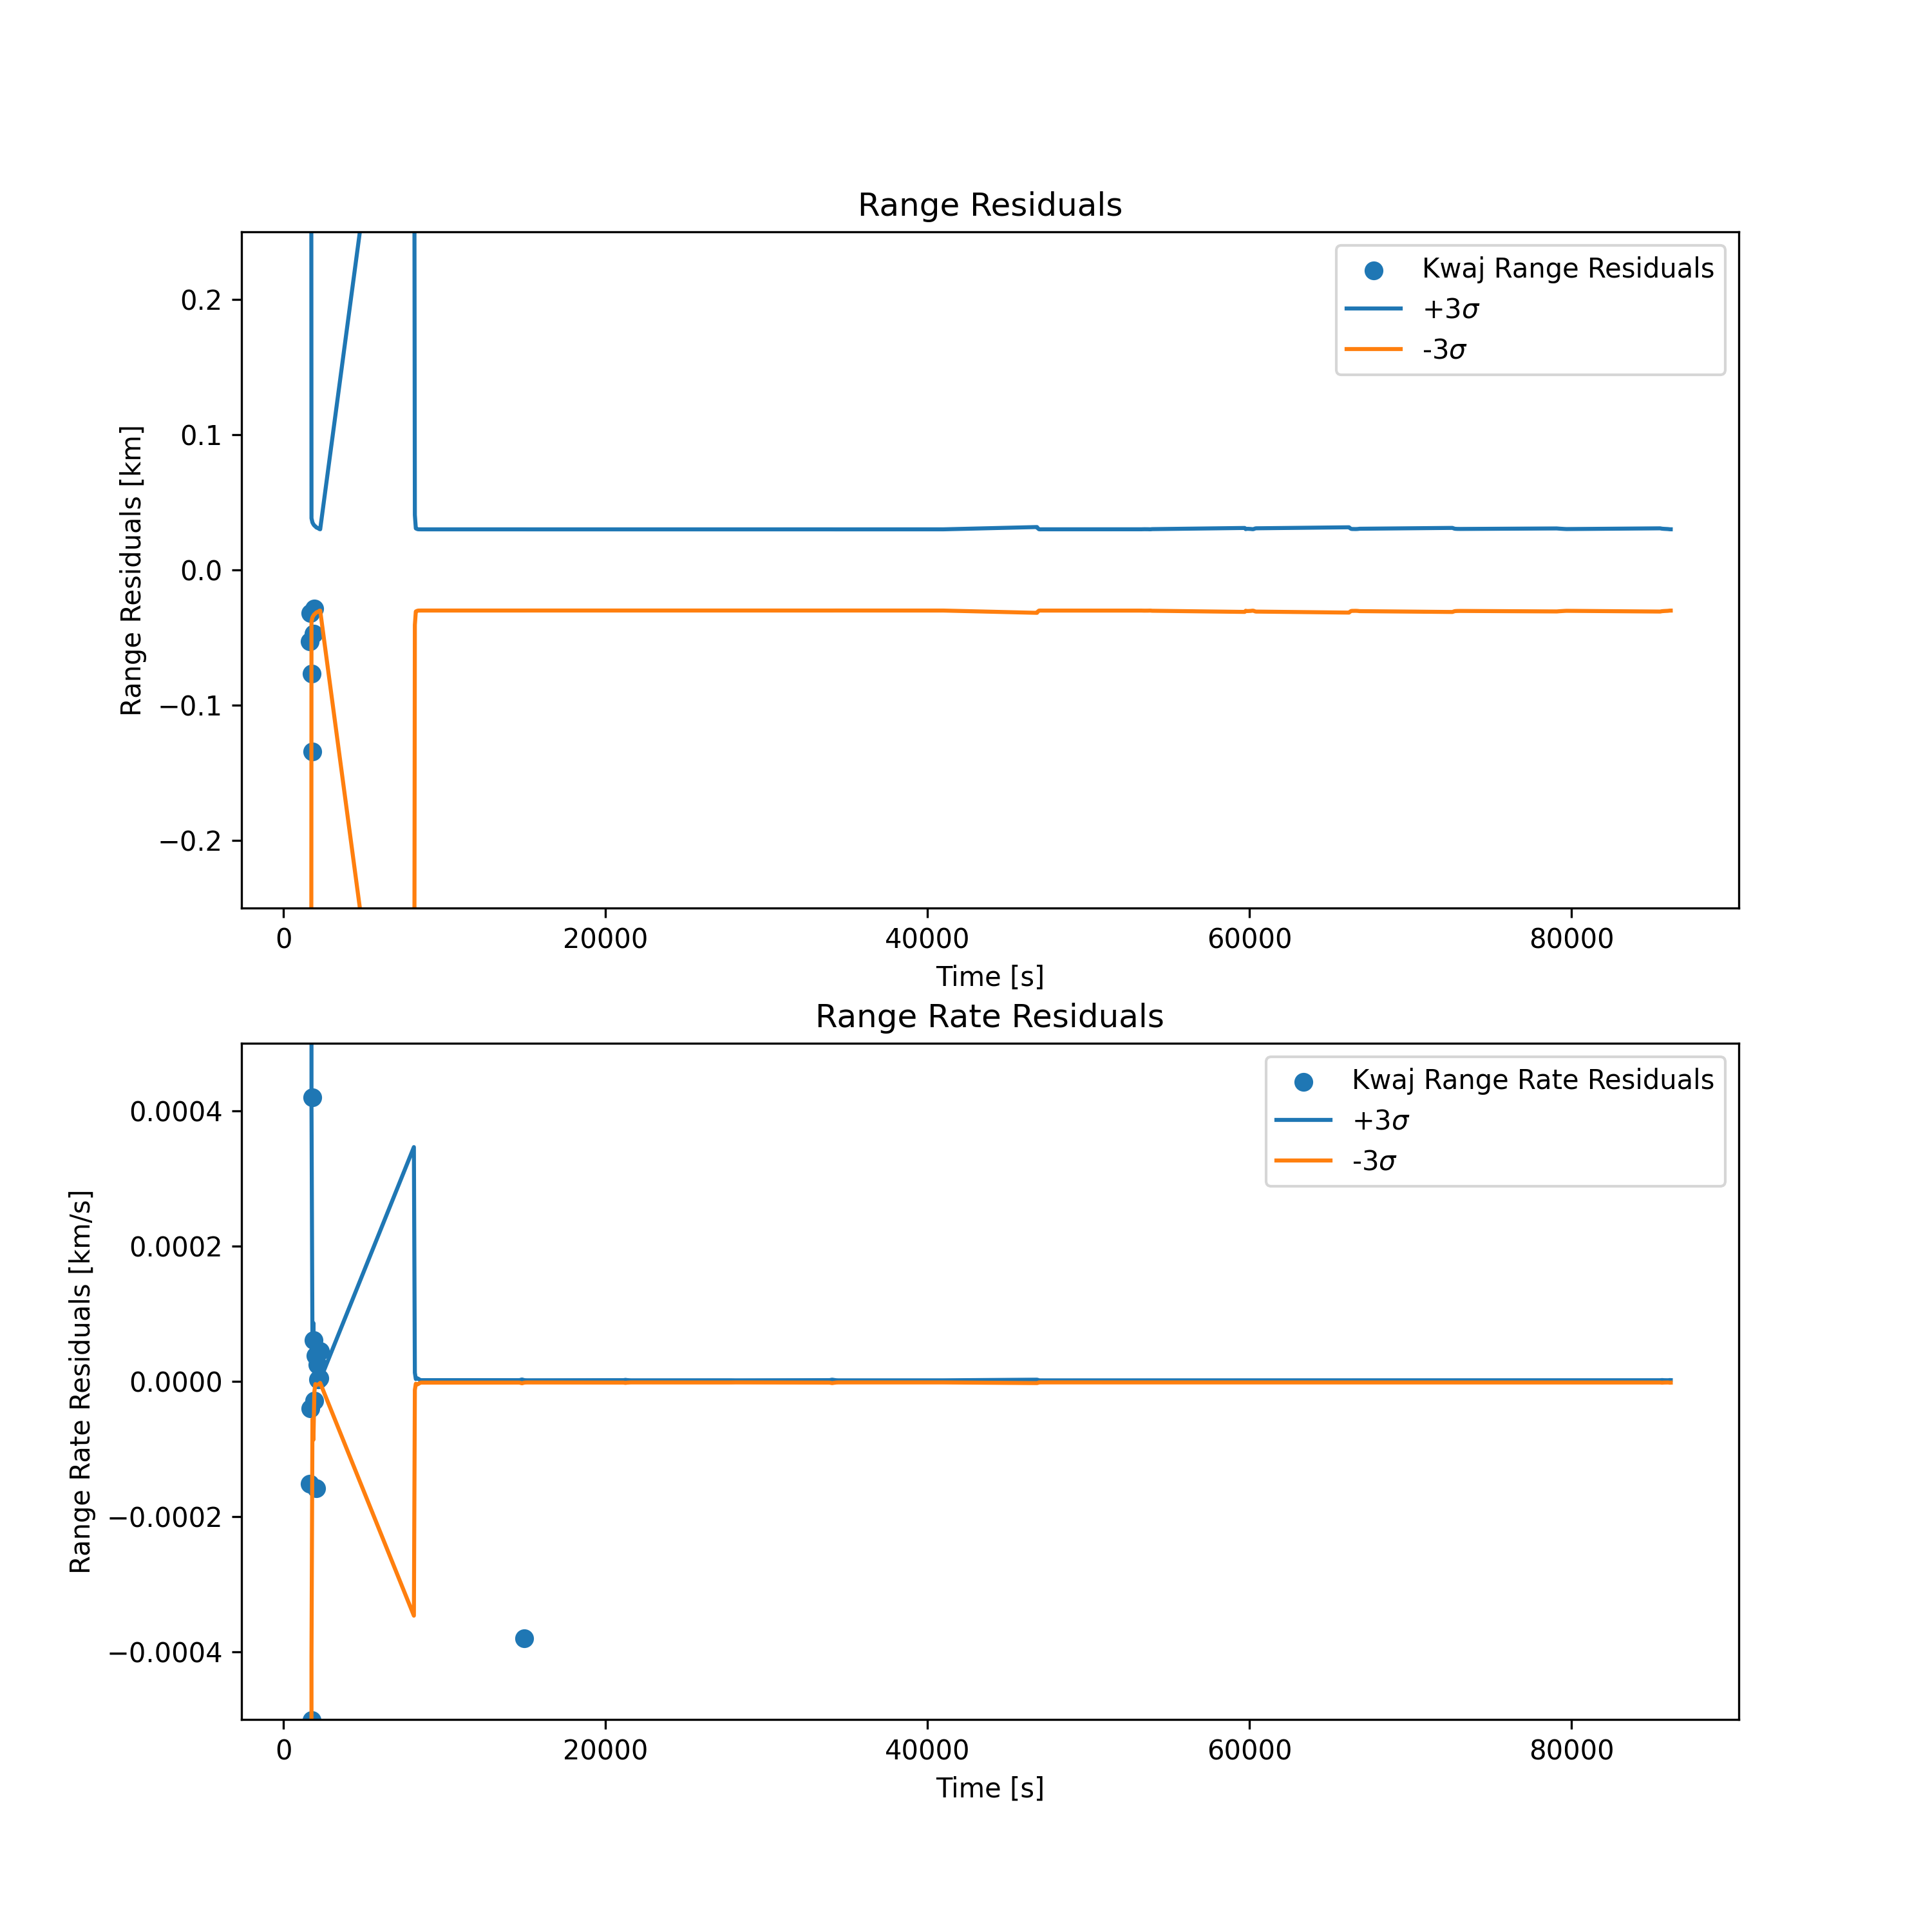 Range Residuals
Kwaj Range Residuals
+3σ
-3σ
Range Residuals [km]
0.2
0.1
0.0
−0.1
−0.2
0
20000
40000
60000
80000
Time [s]
Range Rate Residuals
Kwaj Range Rate Residuals
+3σ
-3σ
Range Rate Residuals [km/s]
0.0004
0.0002
0.0000
−0.0002
−0.0004
0
20000
40000
60000
80000
Time [s]